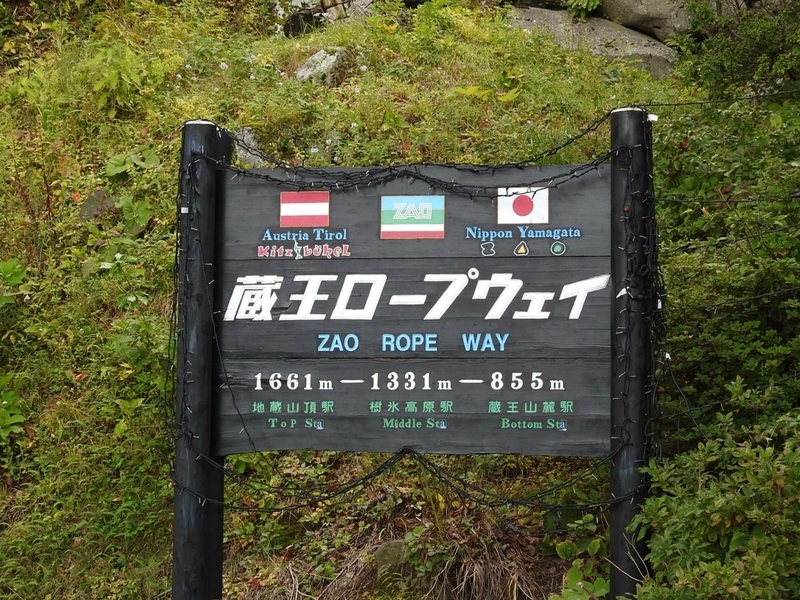 ZAO
Austria Tirol
Nippon Yamagata
Kitzbühel
Z A O
蔵王ロープウェイ
ZAO ROPE WAY
1661m－1331m－855m
地蔵山頂駅 樹氷高原駅 蔵王山麓駅
ToP Sta Middle Sta Bottom Sta